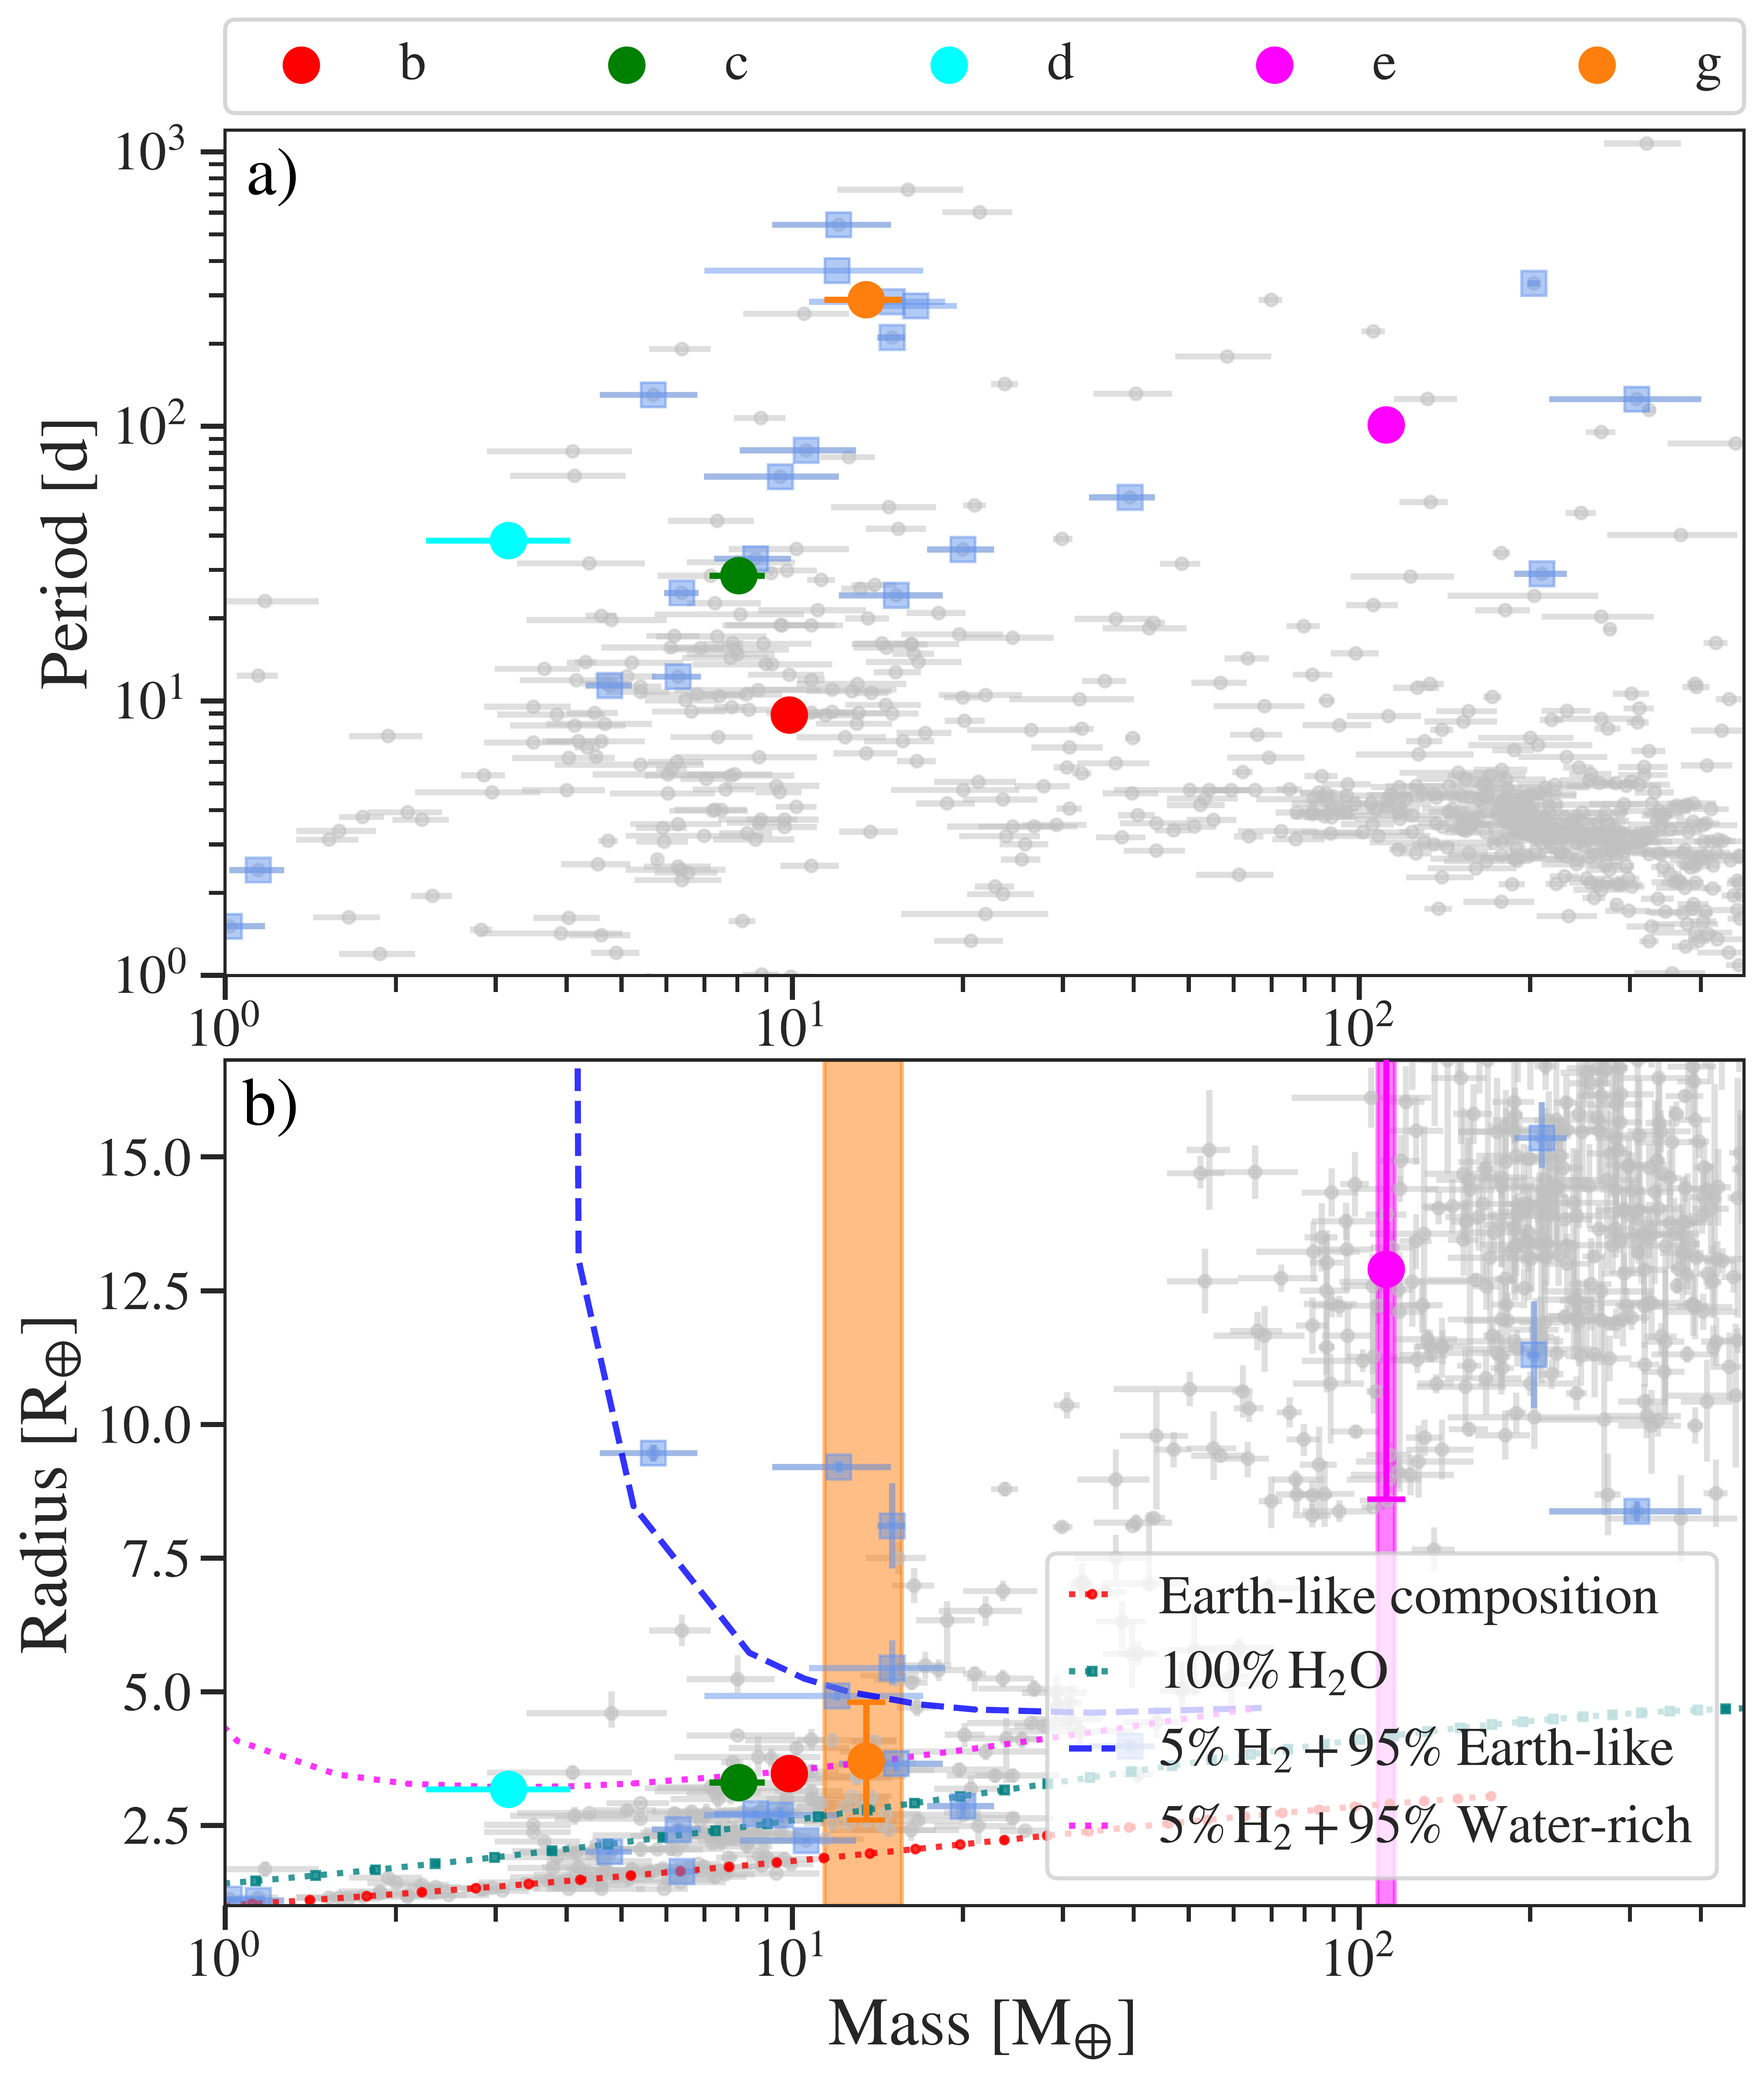 b c d e g
a)
10³
10²
10¹
10⁰
Period [d]
10⁰ 10¹ 10²
b)
15.0
12.5
10.0
7.5
5.0
2.5
Radius [R⊕]
Earth-like composition
100% H₂O
5% H₂ + 95% Earth-like
5% H₂ + 95% Water-rich
10⁰ 10¹ 10²
Mass [M⊕]